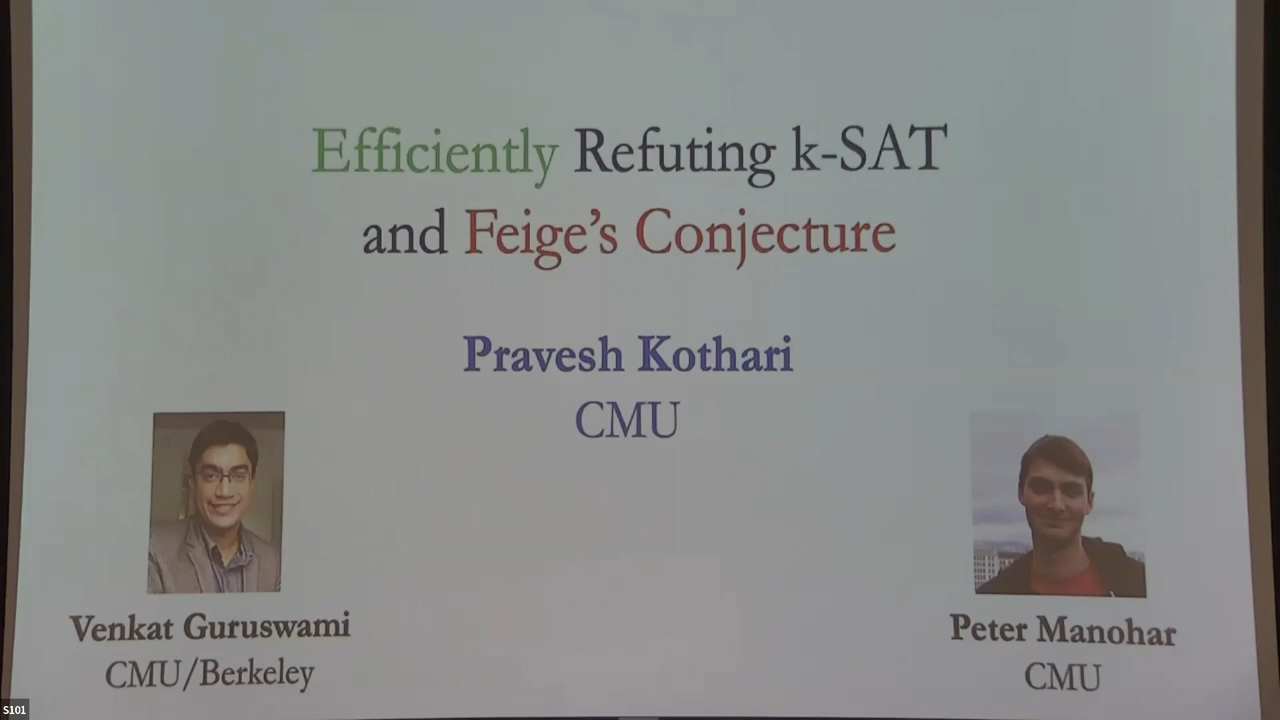 Efficiently Refuting k-SAT
and Feige's Conjecture
Pravesh Kothari
CMU
Venkat Guruswami
CMU/Berkeley
Peter Manohar
CMU
S101